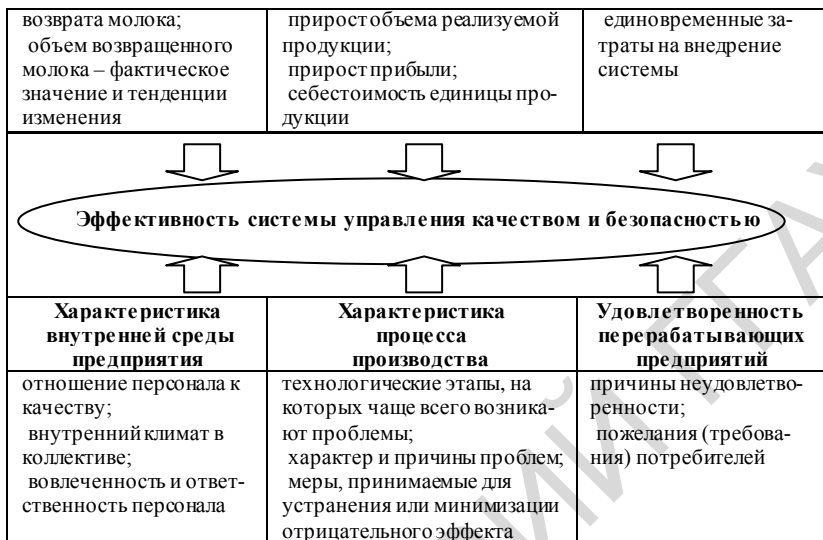 возврата молока;
объем возвращенного
молока – фактическое
значение и тенденции
изменения
прирост объема реализуемой
продукции;
прирост прибыли;
себестоимость единицы про-
дукции
единовременные за-
траты на внедрение
системы
Эффективность системы управления качеством и безопасностью
Характеристика
внутренней среды
предприятия
Характеристика
процесса
производства
Удовлетворенность
перерабатывающих
предприятий
отношение персонала к
качеству;
внутренний климат в
коллективе;
вовлеченность и ответ-
ственность персонала
технологические этапы, на
которых чаще всего возника-
ют проблемы;
характер и причины проблем;
меры, принимаемые для
устранения или минимизации
отрицательного эффекта
причины неудовлетво-
ренности;
пожелания (требова-
ния) потребителей